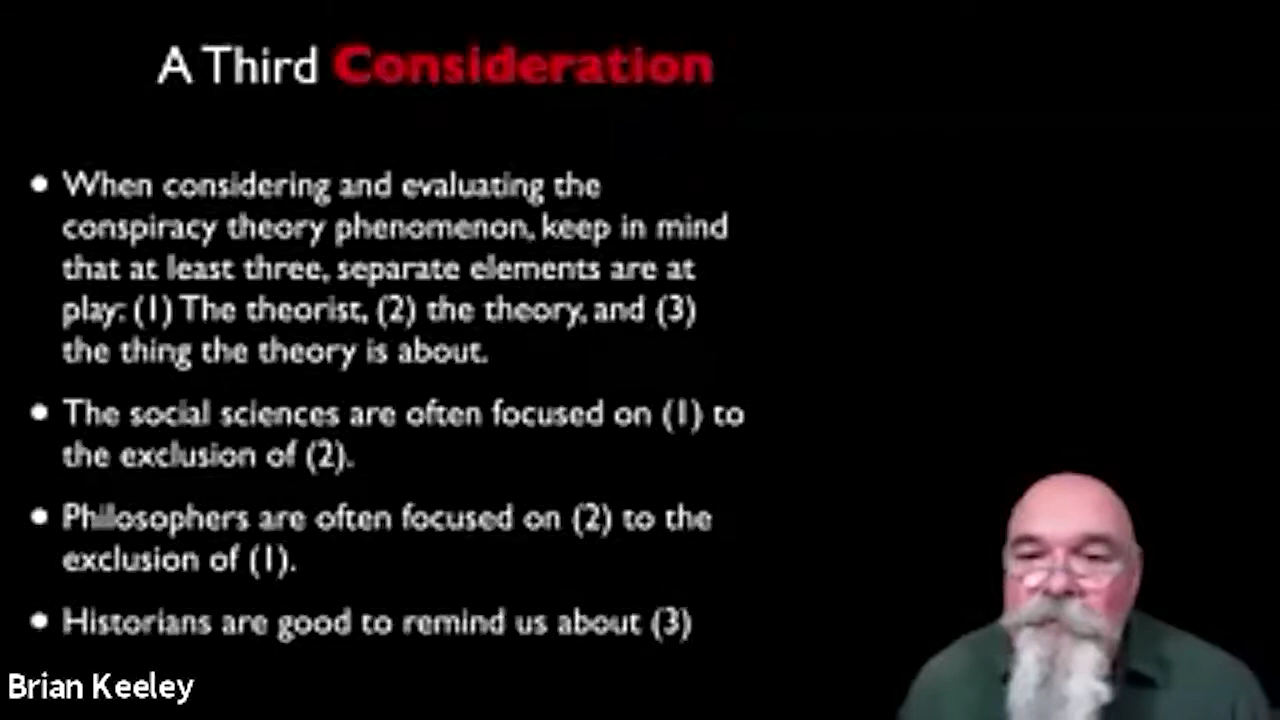 A Third Consideration
• When considering and evaluating the
conspiracy theory phenomenon, keep in mind
that at least three, separate elements are at
play: (1) The theorist, (2) the theory, and (3)
the thing the theory is about.
• The social sciences are often focused on (1) to
the exclusion of (2).
• Philosophers are often focused on (2) to the
exclusion of (1).
• Historians are good to remind us about (3)
Brian Keeley